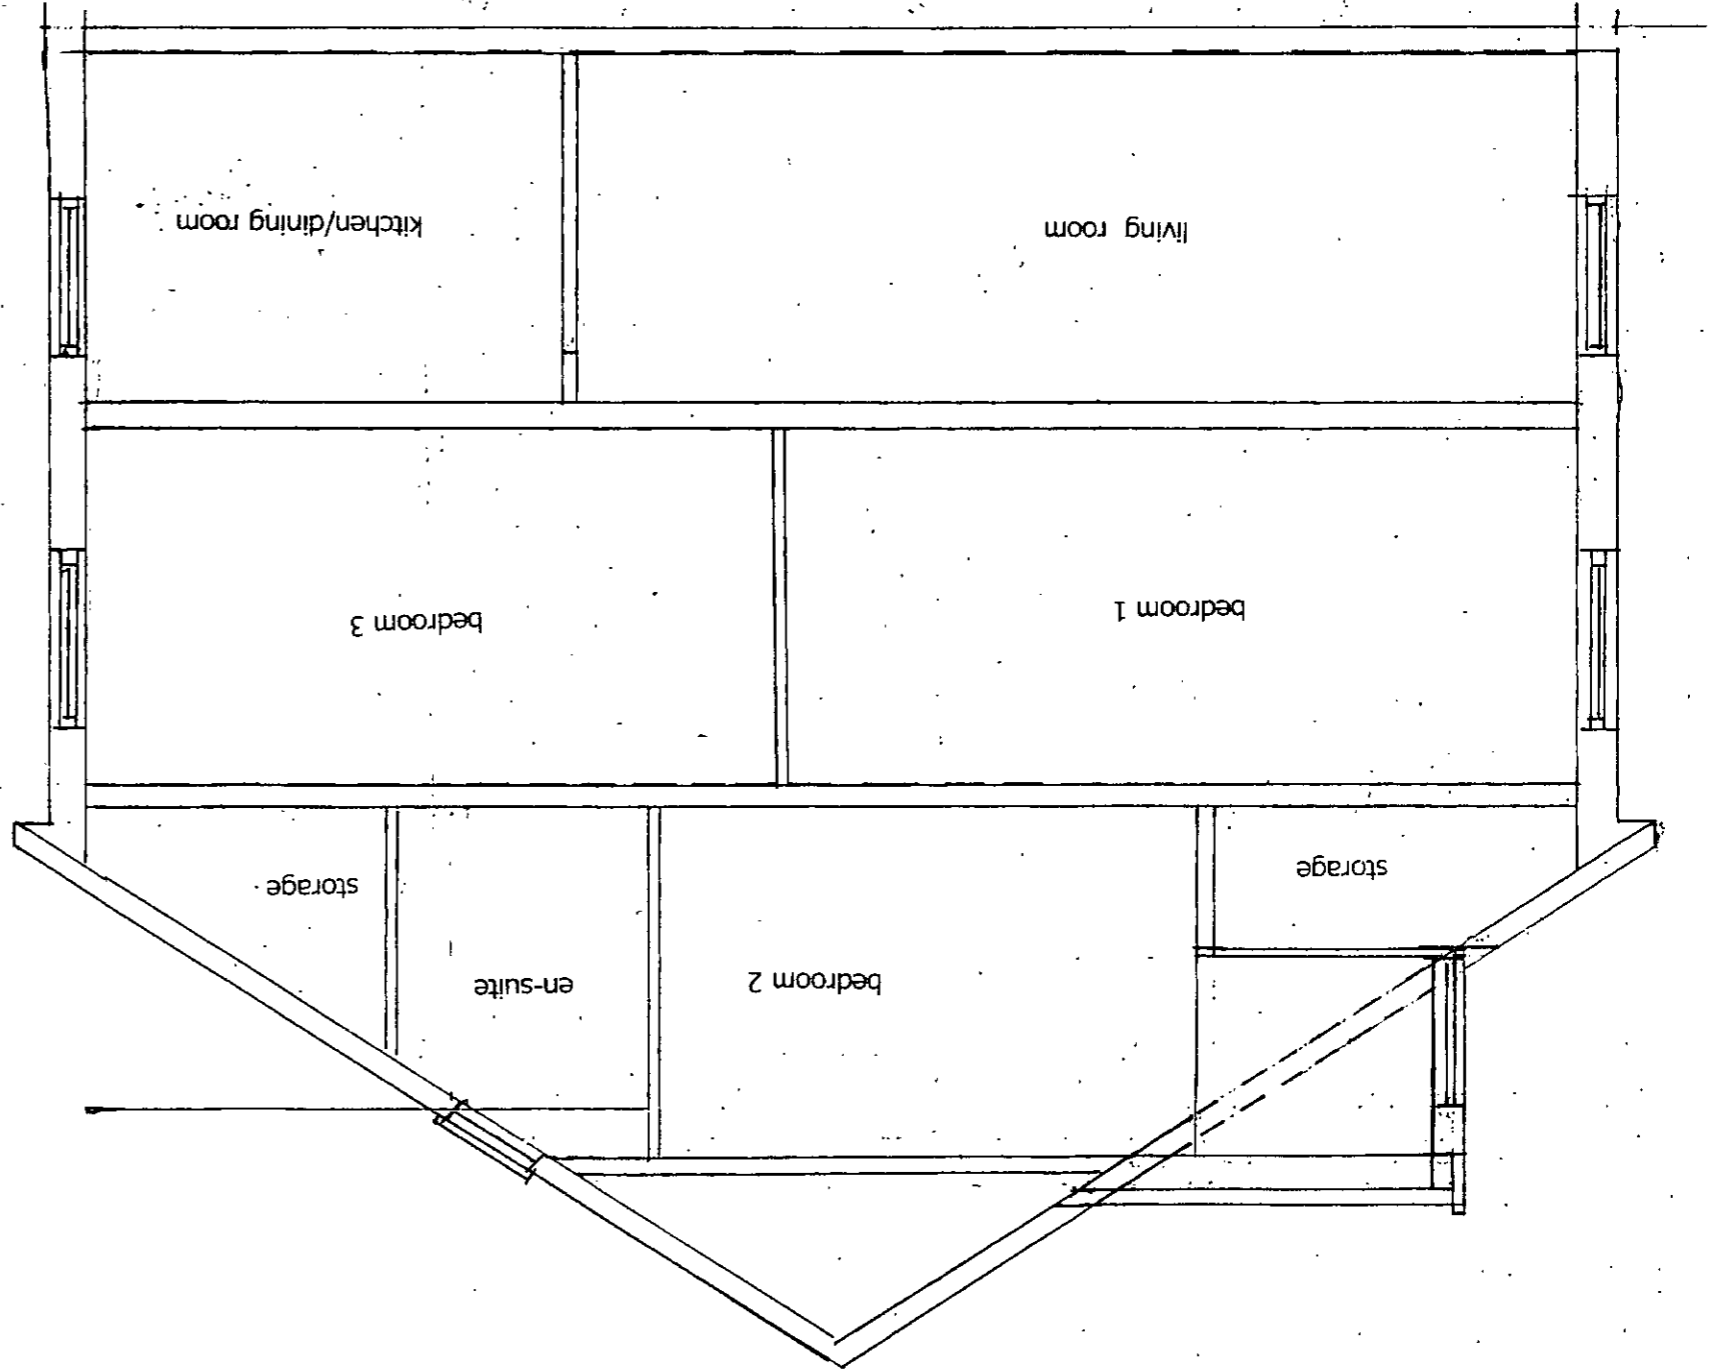 storage
bedroom 2
en-suite
storage
bedroom 1
bedroom 3
living room
kitchen/dining room